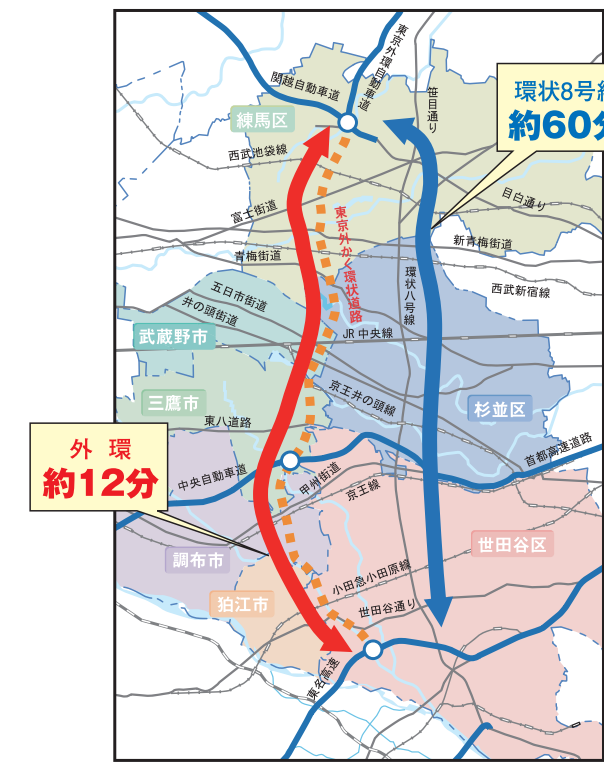 東京外環自動車道
関越自動車道
笹目通り
環状8号線
約60分
練馬区
西武池袋線
目白通り
富士街道
東京外かく環状道路
新青梅街道
青梅街道
環状八号線
西武新宿線
五日市街道
井の頭街道
武蔵野市
JR中央線
京王井の頭線
三鷹市
杉並区
東八道路
外環
約12分
首都高速道路
中央自動車道
甲州街道
京王線
世田谷区
調布市
小田急小田原線
狛江市
世田谷通り
東名高速